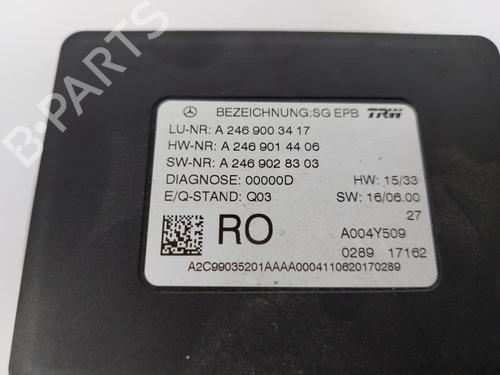 BEZEICHNUNG:SG EPB TRW
LU-NR: A 246 900 34 17
HW-NR: A 246 901 44 06
SW-NR: A 246 902 83 03
DIAGNOSE: 00000D HW: 15/33
E/Q-STAND: Q03 SW: 16/06.00
27
RO A004Y509
0289 17162
A2C99035201AAAA0004110620170289
B-PARTS